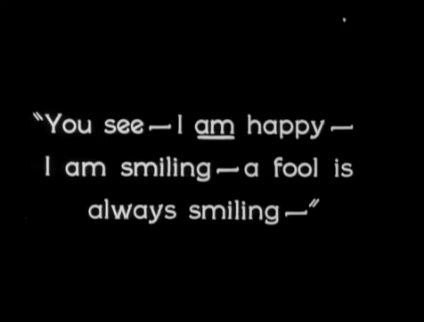 “You see—I am happy—
I am smiling—a fool is
always smiling—”